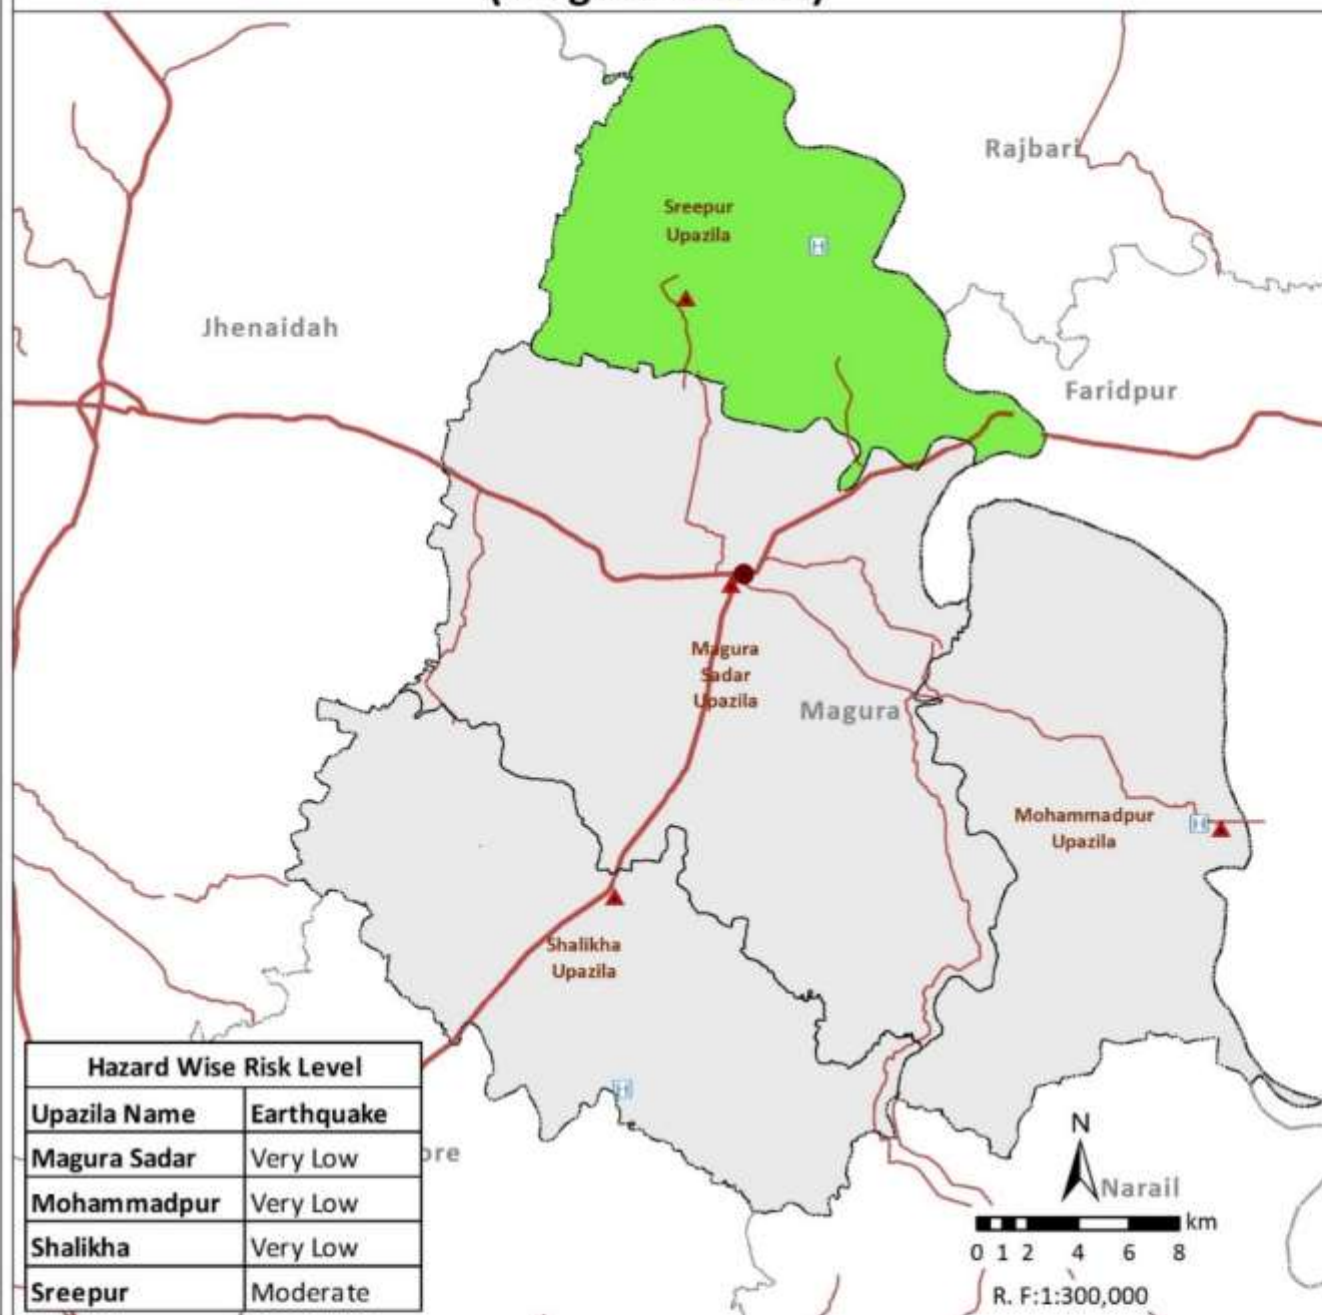 Rajbari
Sreepur
Upazila
H
Jhenaidah
Faridpur
Magura
Sadar
Upazila
Magura
Mohammadpur
Upazila
H
Shalikha
Upazila
H
Hazard Wise Risk Level
Upazila Name Earthquake
Magura Sadar Very Low
Mohammadpur Very Low
Shalikha Very Low
Sreepur Moderate
ore
N
Narail
km
0 1 2 4 6 8
R. F:1:300,000